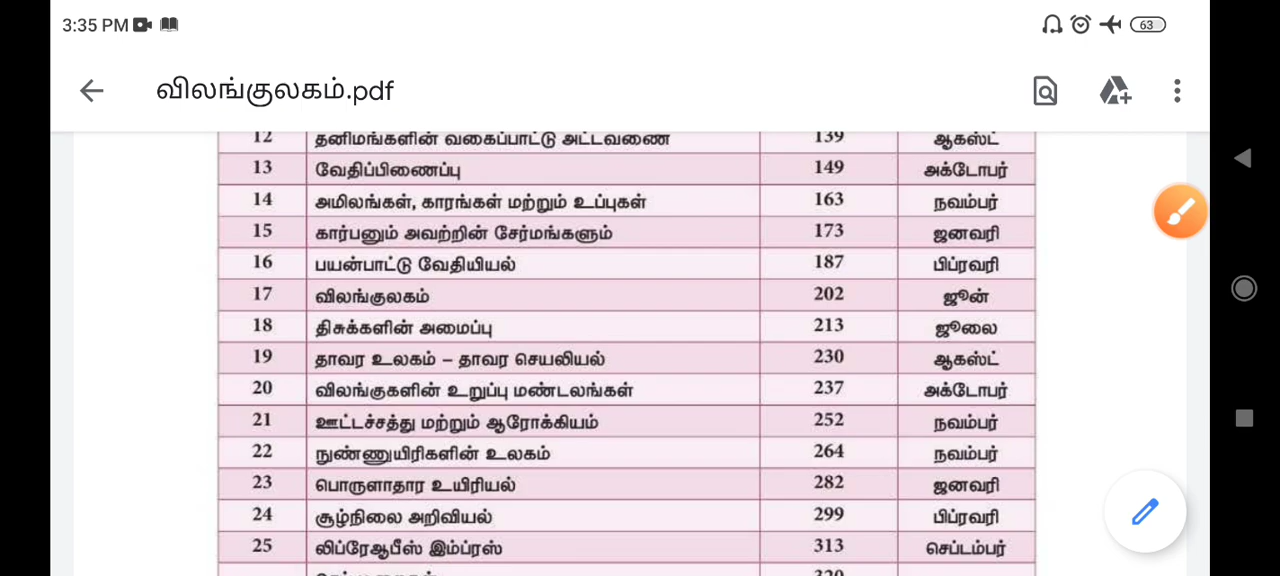 3:35 PM
63
விலங்குலகம்.pdf
12 தனிமங்களின் வகைப்பாட்டு அட்டவணை 139 ஆகஸ்ட்
13 வேதிப்பிணைப்பு 149 அக்டோபர்
14 அமிலங்கள், காரங்கள் மற்றும் உப்புகள் 163 நவம்பர்
15 கார்பனும் அவற்றின் சேர்மங்களும் 173 ஜனவரி
16 பயன்பாட்டு வேதியியல் 187 பிப்ரவரி
17 விலங்குலகம் 202 ஜூன்
18 திசுக்களின் அமைப்பு 213 ஜூலை
19 தாவர உலகம் – தாவர செயலியல் 230 ஆகஸ்ட்
20 விலங்குகளின் உறுப்பு மண்டலங்கள் 237 அக்டோபர்
21 ஊட்டச்சத்து மற்றும் ஆரோக்கியம் 252 நவம்பர்
22 நுண்ணுயிரிகளின் உலகம் 264 நவம்பர்
23 பொருளாதார உயிரியல் 282 ஜனவரி
24 சூழ்நிலை அறிவியல் 299 பிப்ரவரி
25 லிப்ரேஆபீஸ் இம்ப்ரஸ் 313 செப்டம்பர்
320